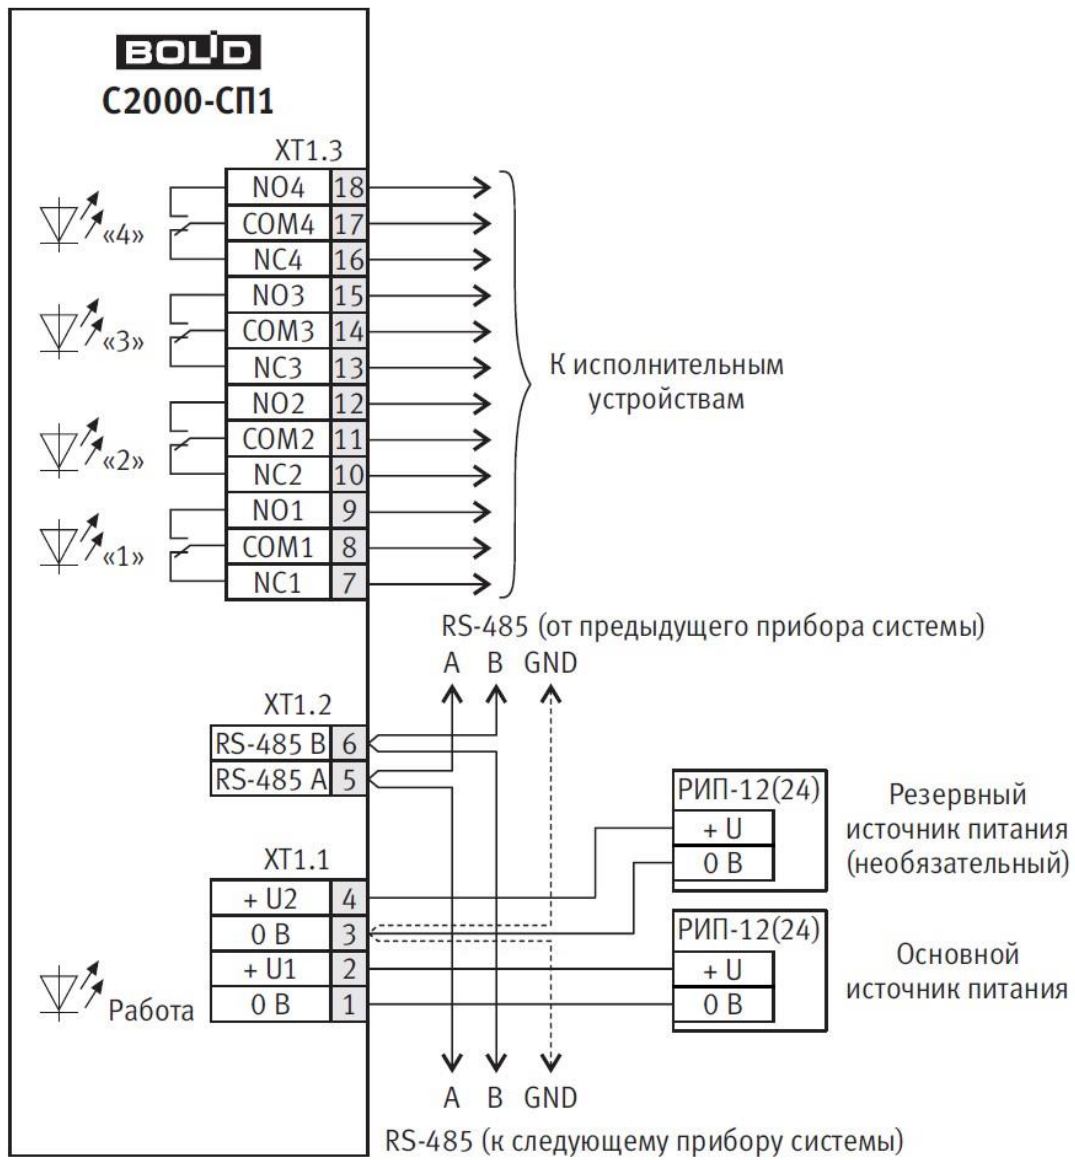 BOLID
С2000-СП1
XT1.3
NO4 18
COM4 17
«4»
NC4 16
NO3 15
COM3 14
«3»
NC3 13
NO2 12
COM2 11
«2»
NC2 10
NO1 9
COM1 8
«1»
NC1 7
К исполнительным
устройствам
RS-485 (от предыдущего прибора системы)
A B GND
XT1.2
RS-485 B 6
RS-485 A 5
РИП-12(24)
+ U
0 В
Резервный
источник питания
(необязательный)
XT1.1
+ U2 4
0 В 3
+ U1 2
0 В 1
Работа
РИП-12(24)
+ U
0 В
Основной
источник питания
A B GND
RS-485 (к следующему прибору системы)